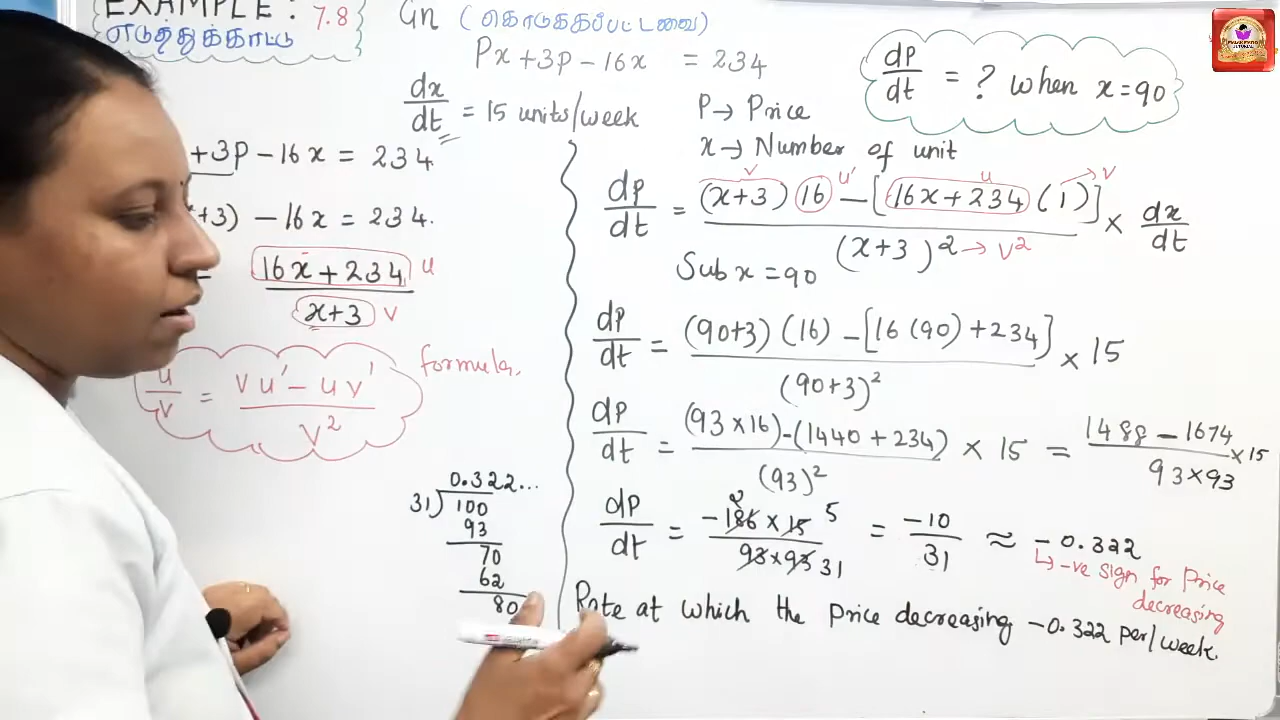 EXAMPLE : 7.8
எடுத்துக்காட்டு
Gn (கொடுக்கப்பட்டவை)
Px + 3p - 16x = 234
dx/dt = 15 units/week
P → Price
x → Number of unit
dp/dt = ? when x = 90
+3p - 16x = 234
+3) - 16x = 234.
16x + 234 u
x+3 v
u/v = (vu' - uv')/v² formula.
0.322...
31) 100
93
70
62
80
v u' u v
dp/dt = ((x+3) 16 - [16x + 234 (1)])/(x+3)² × dx/dt
→ v²
Sub x = 90
dp/dt = ((90+3) (16) - [16 (90) + 234])/(90+3)² × 15
dp/dt = ((93 × 16) - (1440 + 234))/(93)² × 15 = (1488 - 1674)/(93×93) × 15
dp/dt = (-186 × 15)/(93×93) = -10/31 ≈ -0.322
2 5 31
↳ -ve sign for Price
decreasing
Rate at which the price decreasing -0.322 per/week.